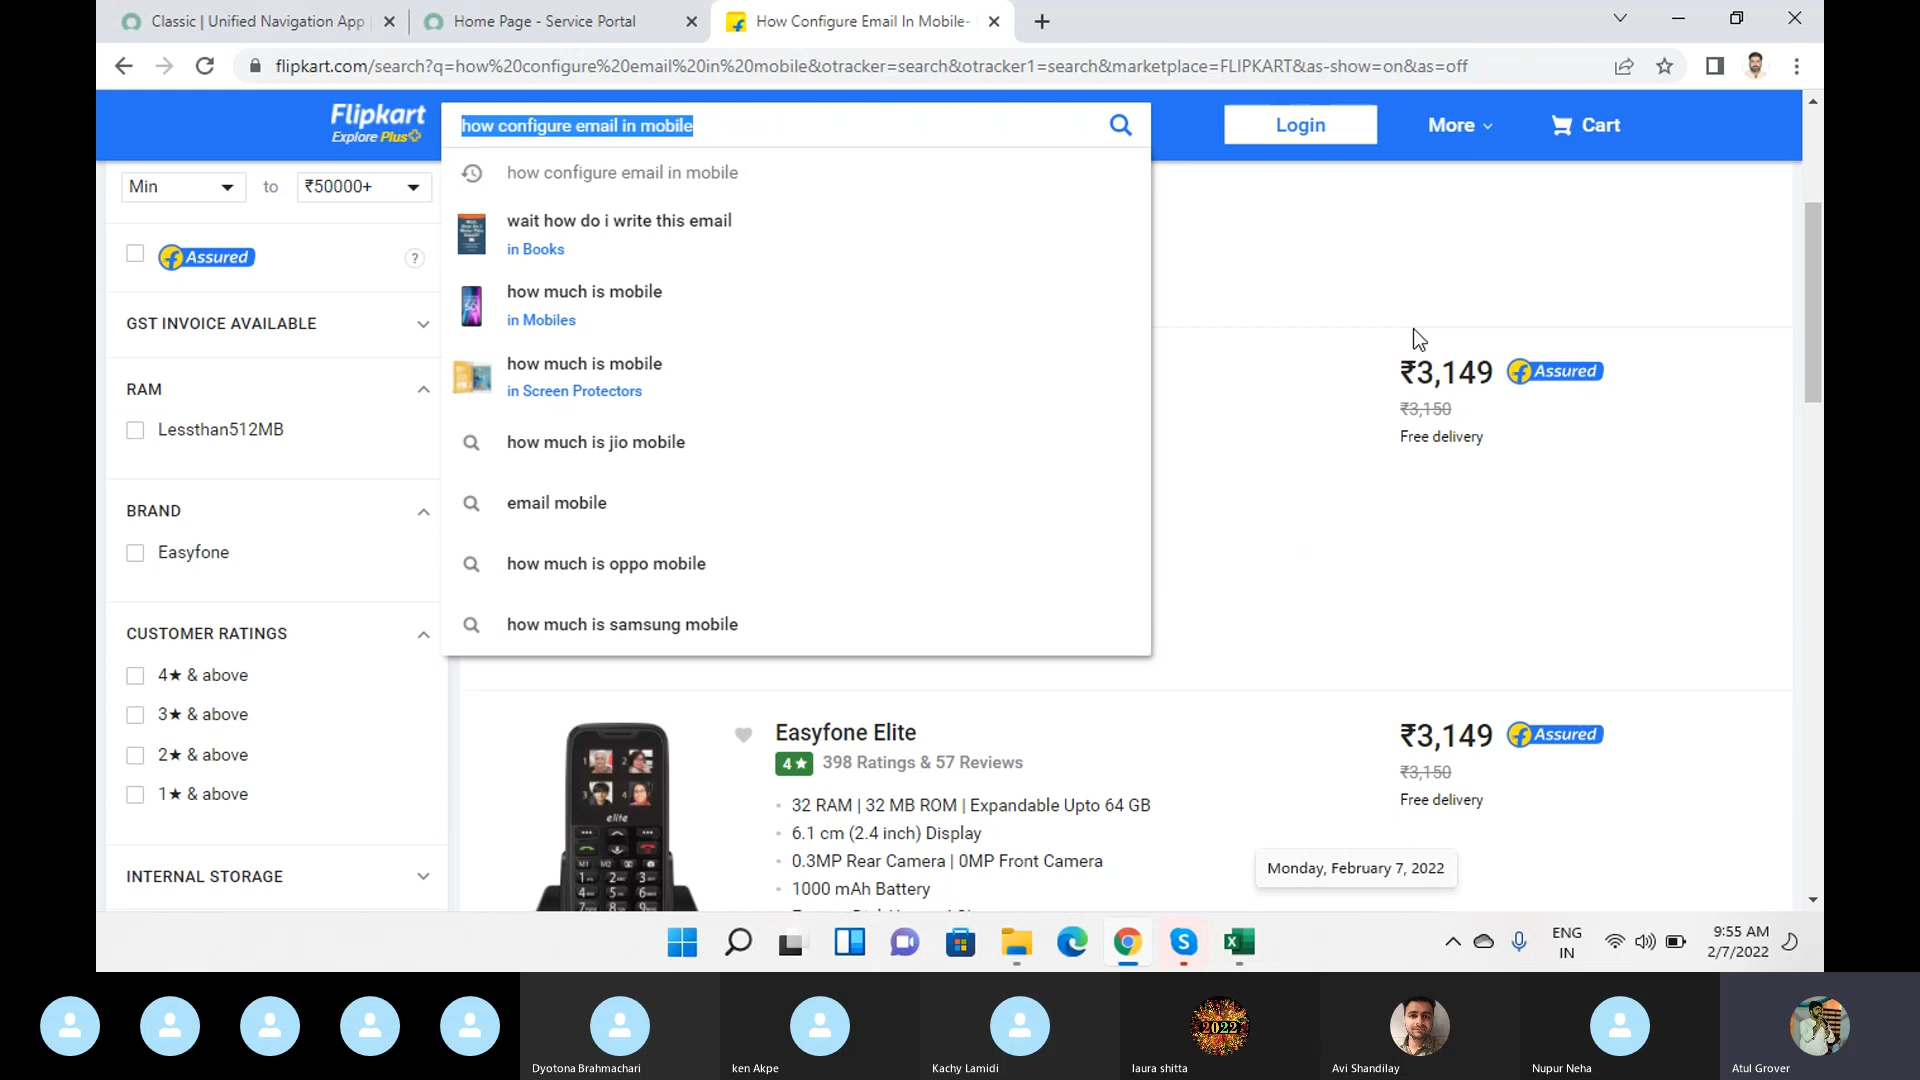 Classic | Unified Navigation App
Home Page - Service Portal
How Configure Email In Mobile-
flipkart.com/search?q=how%20configure%20email%20in%20mobile&otracker=search&otracker1=search&marketplace=FLIPKART&as-show=on&as=off
Flipkart
Explore Plus
how configure email in mobile
Login
More
Cart
how configure email in mobile
wait how do i write this email
in Books
how much is mobile
in Mobiles
how much is mobile
in Screen Protectors
how much is jio mobile
email mobile
how much is oppo mobile
how much is samsung mobile
Min
to
₹50000+
Assured
?
GST INVOICE AVAILABLE
RAM
Lessthan512MB
BRAND
Easyfone
CUSTOMER RATINGS
4★ & above
3★ & above
2★ & above
1★ & above
INTERNAL STORAGE
₹3,149
Assured
₹3,150
Free delivery
elite
Easyfone Elite
4★ 398 Ratings & 57 Reviews
32 RAM | 32 MB ROM | Expandable Upto 64 GB
6.1 cm (2.4 inch) Display
0.3MP Rear Camera | 0MP Front Camera
1000 mAh Battery
₹3,149
Assured
₹3,150
Free delivery
Monday, February 7, 2022
ENG
IN
9:55 AM
2/7/2022
2022
Dyotona Brahmachari
ken Akpe
Kachy Lamidi
laura shitta
Avi Shandilay
Nupur Neha
Atul Grover